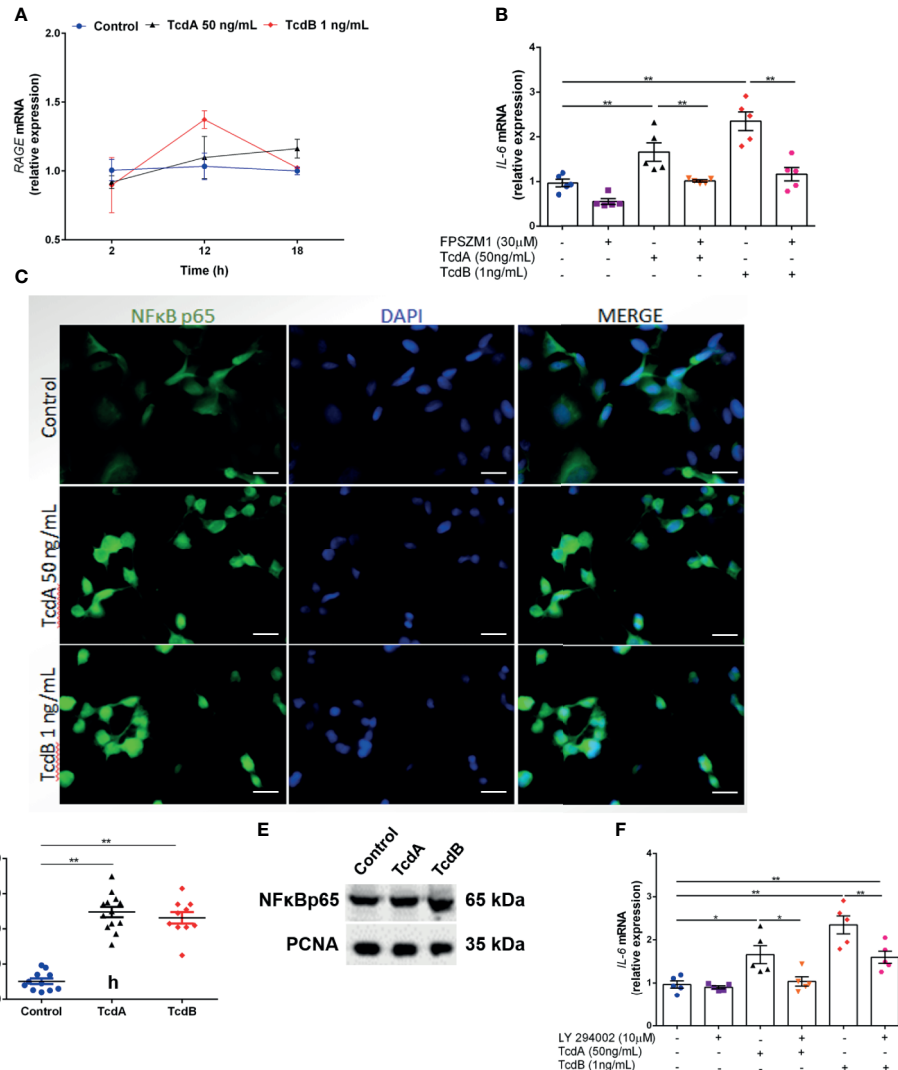 A
Control TcdA 50 ng/mL TcdB 1 ng/mL
RAGE mRNA
(relative expression)
2.0
1.5
1.0
0.5
2 12 18
Time (h)
B
IL-6 mRNA
(relative expression)
4
3
2
1
0
** ** ** **
FPSZM1 (30μM) - + - + - +
TcdA (50ng/mL) - - + + - -
TcdB (1ng/mL) - - - - + +
C
NFκB p65 DAPI MERGE
Control
TcdA 50 ng/mL
TcdB 1 ng/mL
**
**
0
0
0
0
h
Control TcdA TcdB
E
Control TcdA TcdB
NFκBp65 65 kDa
PCNA 35 kDa
F
IL-6 mRNA
(relative expression)
4
3
2
1
0
**
** **
* *
LY 294002 (10μM) - + - + - +
TcdA (50ng/mL) - - + + - -
TcdB (1ng/mL) - - - - + +